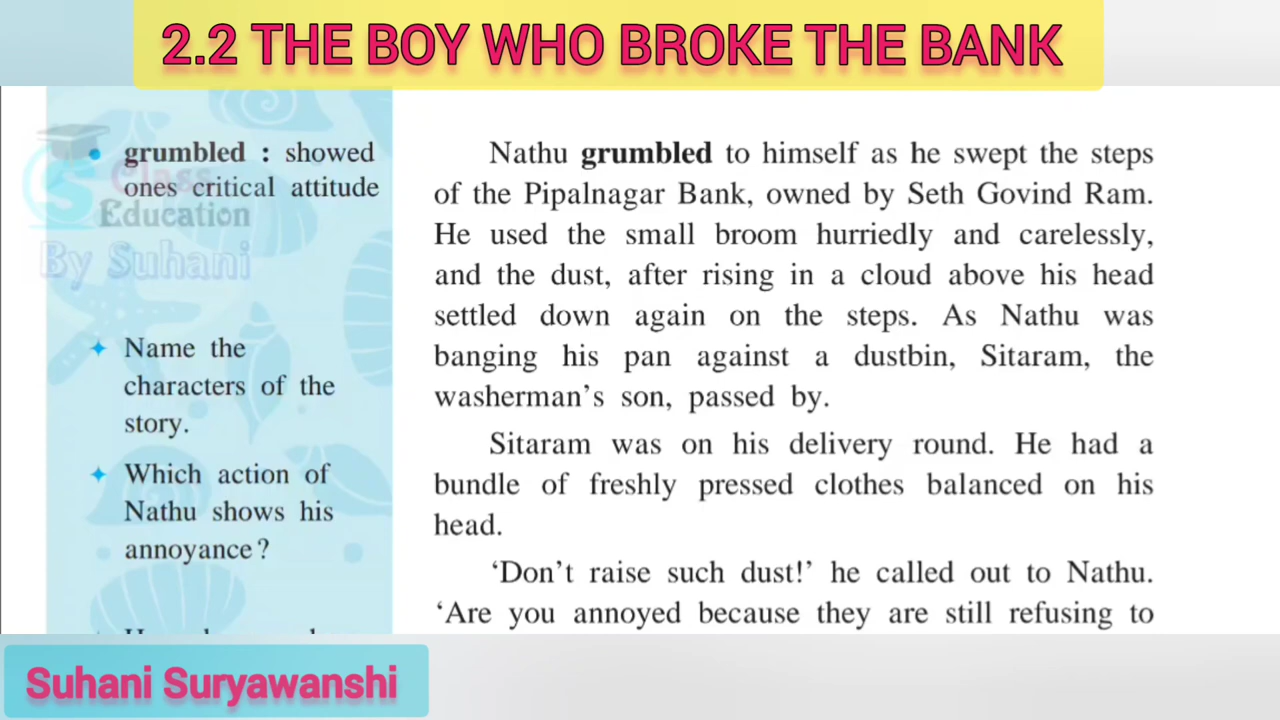 2.2 THE BOY WHO BROKE THE BANK
grumbled : showed
ones critical attitude
Class
Education
By Suhani
Name the
characters of the
story.
Which action of
Nathu shows his
annoyance?
Nathu grumbled to himself as he swept the steps
of the Pipalnagar Bank, owned by Seth Govind Ram.
He used the small broom hurriedly and carelessly,
and the dust, after rising in a cloud above his head
settled down again on the steps. As Nathu was
banging his pan against a dustbin, Sitaram, the
washerman's son, passed by.
Sitaram was on his delivery round. He had a
bundle of freshly pressed clothes balanced on his
head.
'Don't raise such dust!' he called out to Nathu.
'Are you annoyed because they are still refusing to
Suhani Suryawanshi